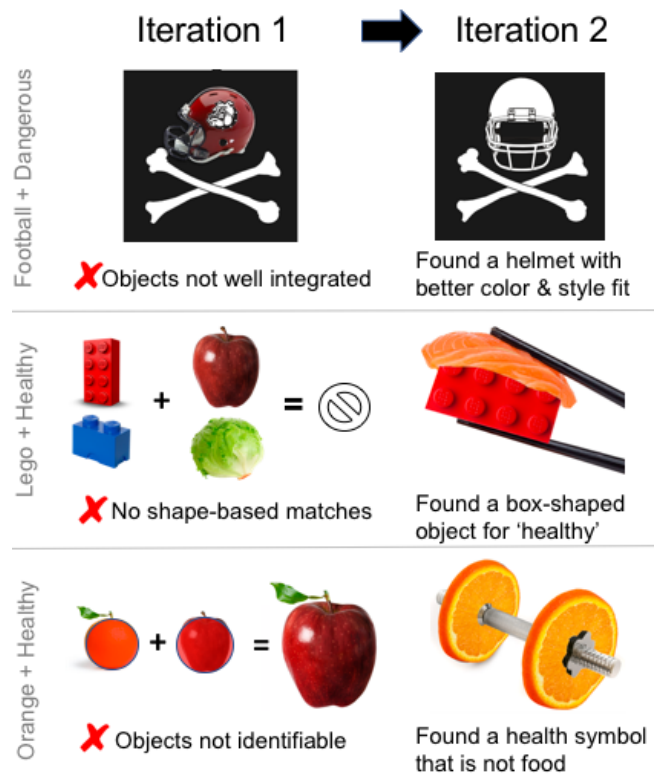 Iteration 1
Iteration 2
Football + Dangerous
✘Objects not well integrated
Found a helmet with
better color & style fit
Lego + Healthy
+
=
✘ No shape-based matches
Found a box-shaped
object for ‘healthy’
Orange + Healthy
+
=
✘ Objects not identifiable
Found a health symbol
that is not food